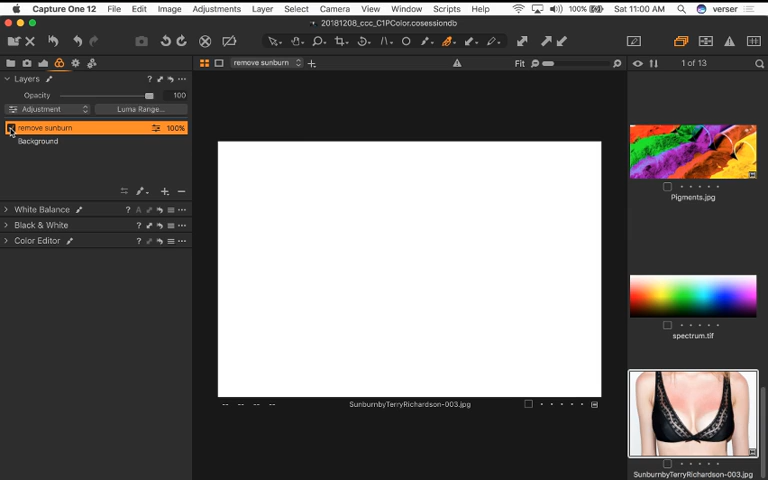 Capture One 12 File Edit Image Adjustments Layer Select Camera View Window Scripts Help 100% Sat 11:00 AM verser
20181208_ccc_C1PColor.cosessiondb
remove sunburn Fit 1 of 13
Layers
Opacity 100
Adjustment Luma Range...
remove sunburn 100%
Background
White Balance
Black & White
Color Editor
-- -- -- -- SunburnbyTerryRichardson-003.jpg
Pigments.jpg
spectrum.tif
SunburnbyTerryRichardson-003.jpg